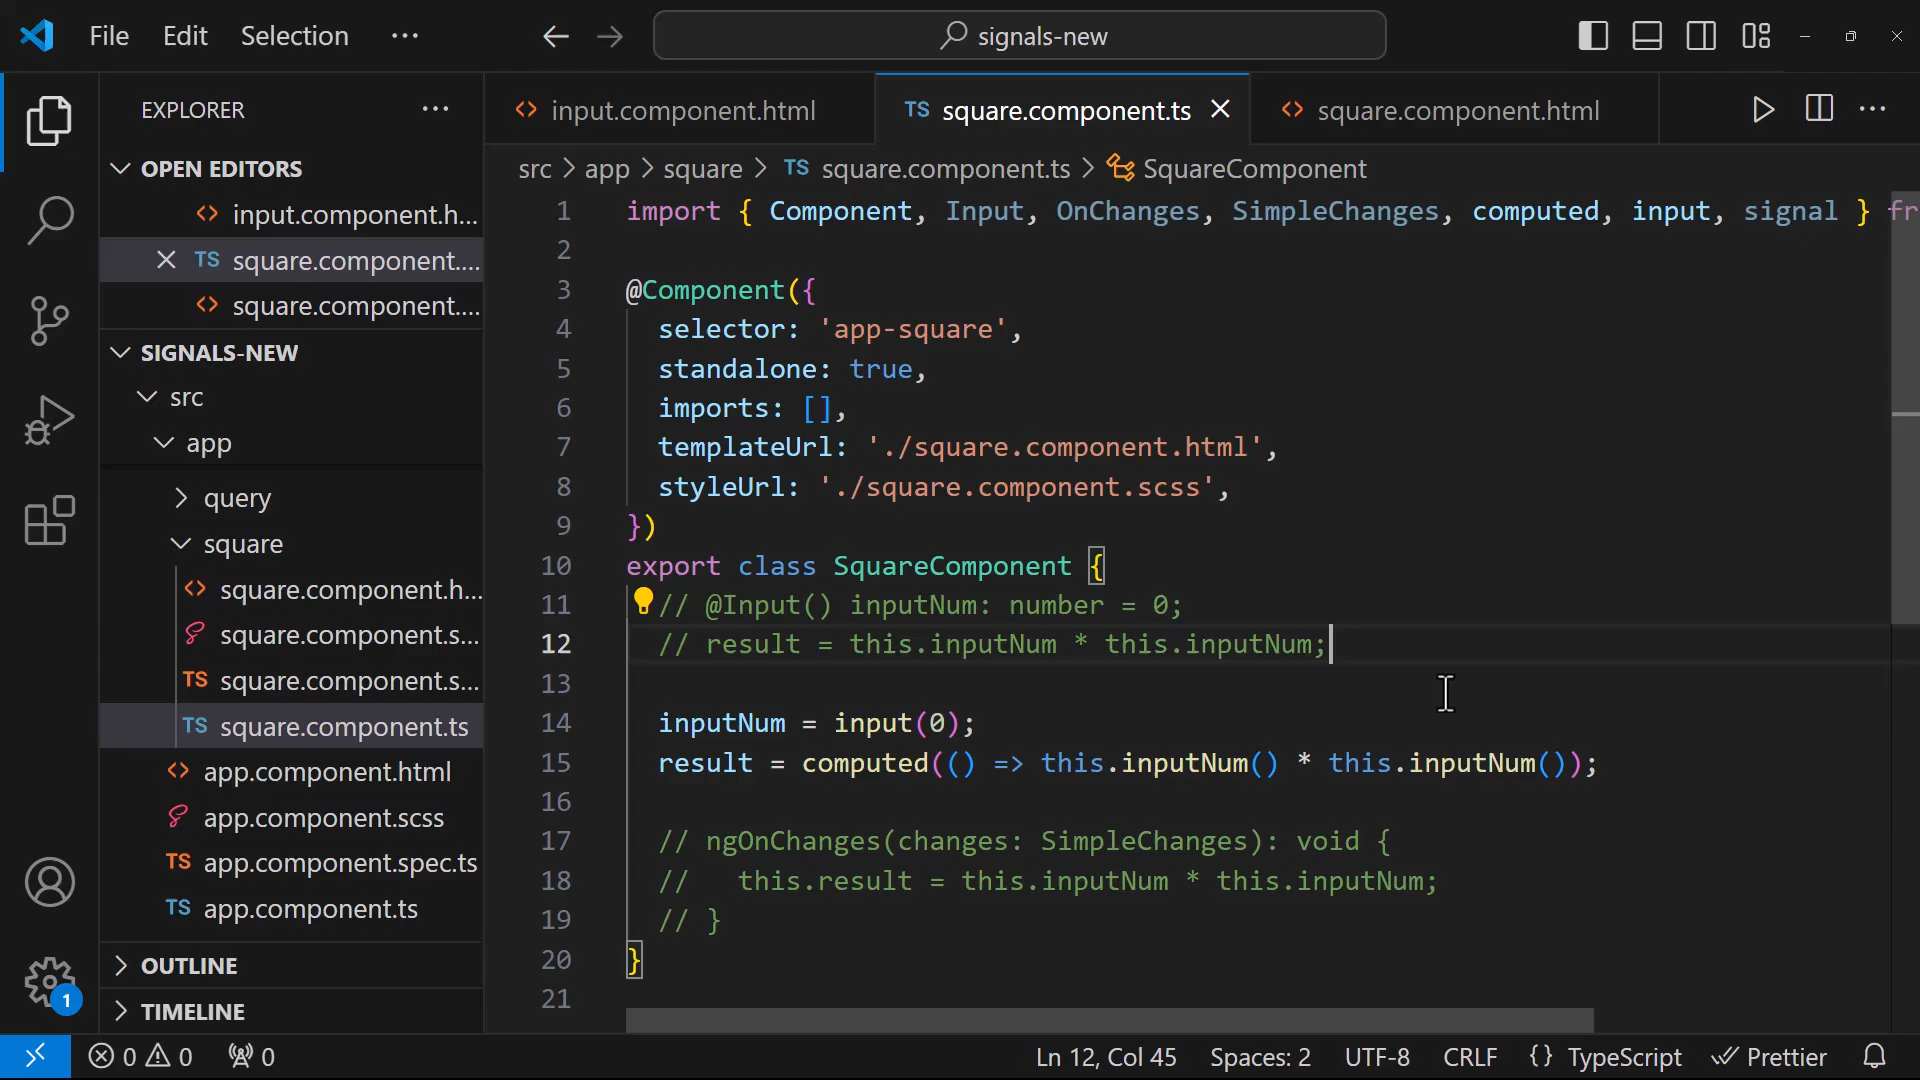 File Edit Selection ···
signals-new
EXPLORER ···
OPEN EDITORS
input.component.h...
TS square.component....
square.component....
SIGNALS-NEW
src
app
query
square
square.component.h...
square.component.s...
TS square.component.s...
TS square.component.ts
app.component.html
app.component.scss
TS app.component.spec.ts
TS app.component.ts
OUTLINE
TIMELINE
1
input.component.html
TS square.component.ts
square.component.html
···
src > app > square > TS square.component.ts > SquareComponent
1 import { Component, Input, OnChanges, SimpleChanges, computed, input, signal } fr
2
3 @Component({
4 selector: 'app-square',
5 standalone: true,
6 imports: [],
7 templateUrl: './square.component.html',
8 styleUrl: './square.component.scss',
9 })
10 export class SquareComponent {
11 // @Input() inputNum: number = 0;
12 // result = this.inputNum * this.inputNum;
13
14 inputNum = input(0);
15 result = computed(() => this.inputNum() * this.inputNum());
16
17 // ngOnChanges(changes: SimpleChanges): void {
18 //   this.result = this.inputNum * this.inputNum;
19 // }
20 }
21
0 0 0
Ln 12, Col 45 Spaces: 2 UTF-8 CRLF {} TypeScript Prettier